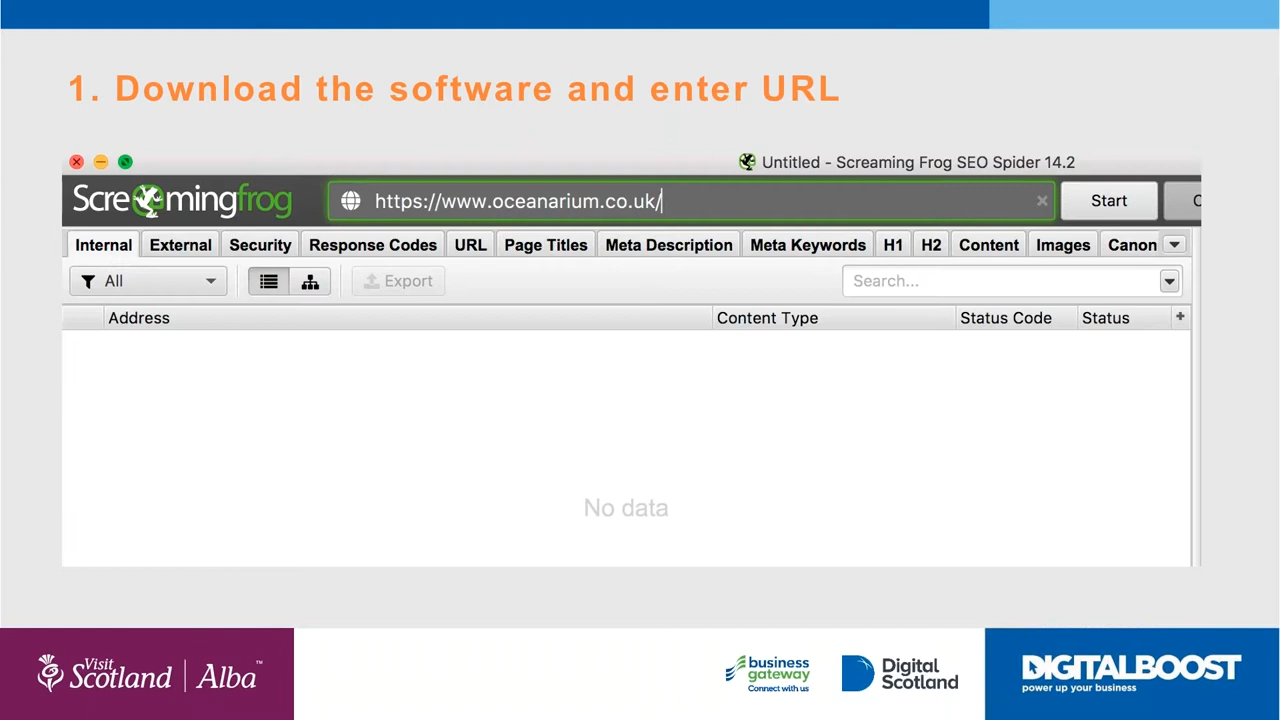 1. Download the software and enter URL
Untitled - Screaming Frog SEO Spider 14.2
Screamingfrog https://www.oceanarium.co.uk/ Start
Internal External Security Response Codes URL Page Titles Meta Description Meta Keywords H1 H2 Content Images Canon
All Export Search...
Address Content Type Status Code Status +
No data
Visit Scotland | Alba™
business gateway
Connect with us
Digital Scotland
DIGITALBOOST
power up your business